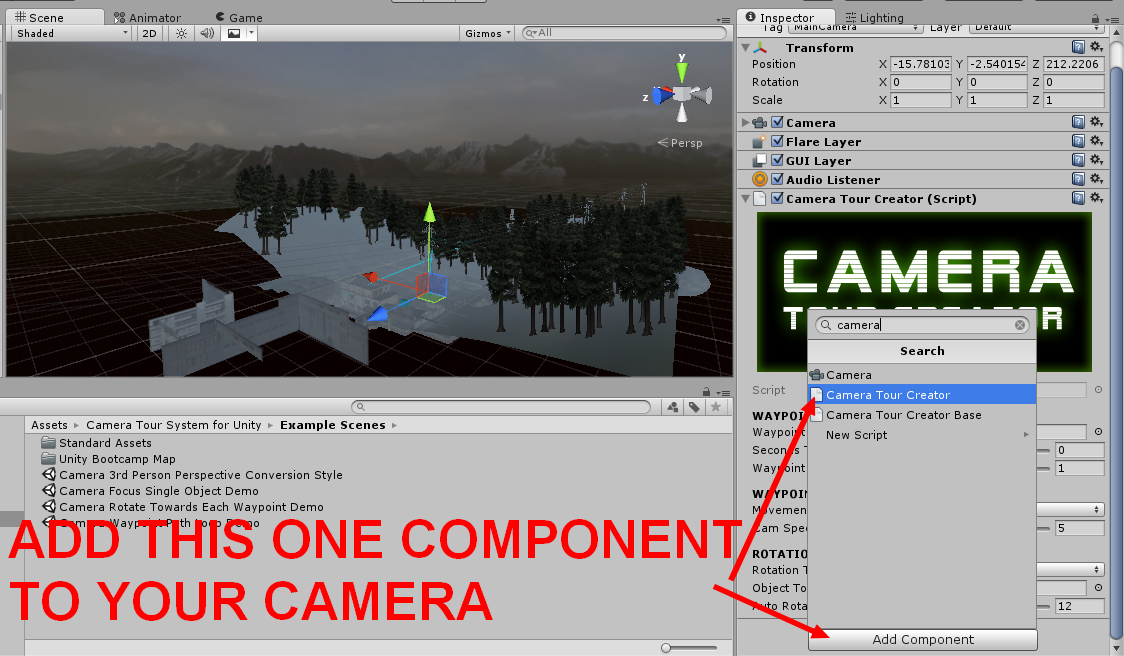 Scene Animator Game
Shaded 2D Gizmos All
y
z
Persp
Inspector Lighting
Tag MainCamera Layer Default
Transform
Position X -15.78103 Y -2.540154 Z 212.2206
Rotation X 0 Y 0 Z 0
Scale X 1 Y 1 Z 1
Camera
Flare Layer
GUI Layer
Audio Listener
Camera Tour Creator (Script)
CAMERA
camera
Search
Camera
Camera Tour Creator
Camera Tour Creator Base
New Script
Script
WAYPOI
Waypoint
Seconds T 0
Waypoint 1
WAYPOI
Movemen
Cam Spee 5
ROTATIO
Rotation T
Object To
Auto Rota 12
Add Component
Assets Camera Tour System for Unity Example Scenes
Standard Assets
Unity Bootcamp Map
Camera 3rd Person Perspective Conversion Style
Camera Focus Single Object Demo
Camera Rotate Towards Each Waypoint Demo
Camera Waypoint Path Loop Demo
ADD THIS ONE COMPONENT
TO YOUR CAMERA